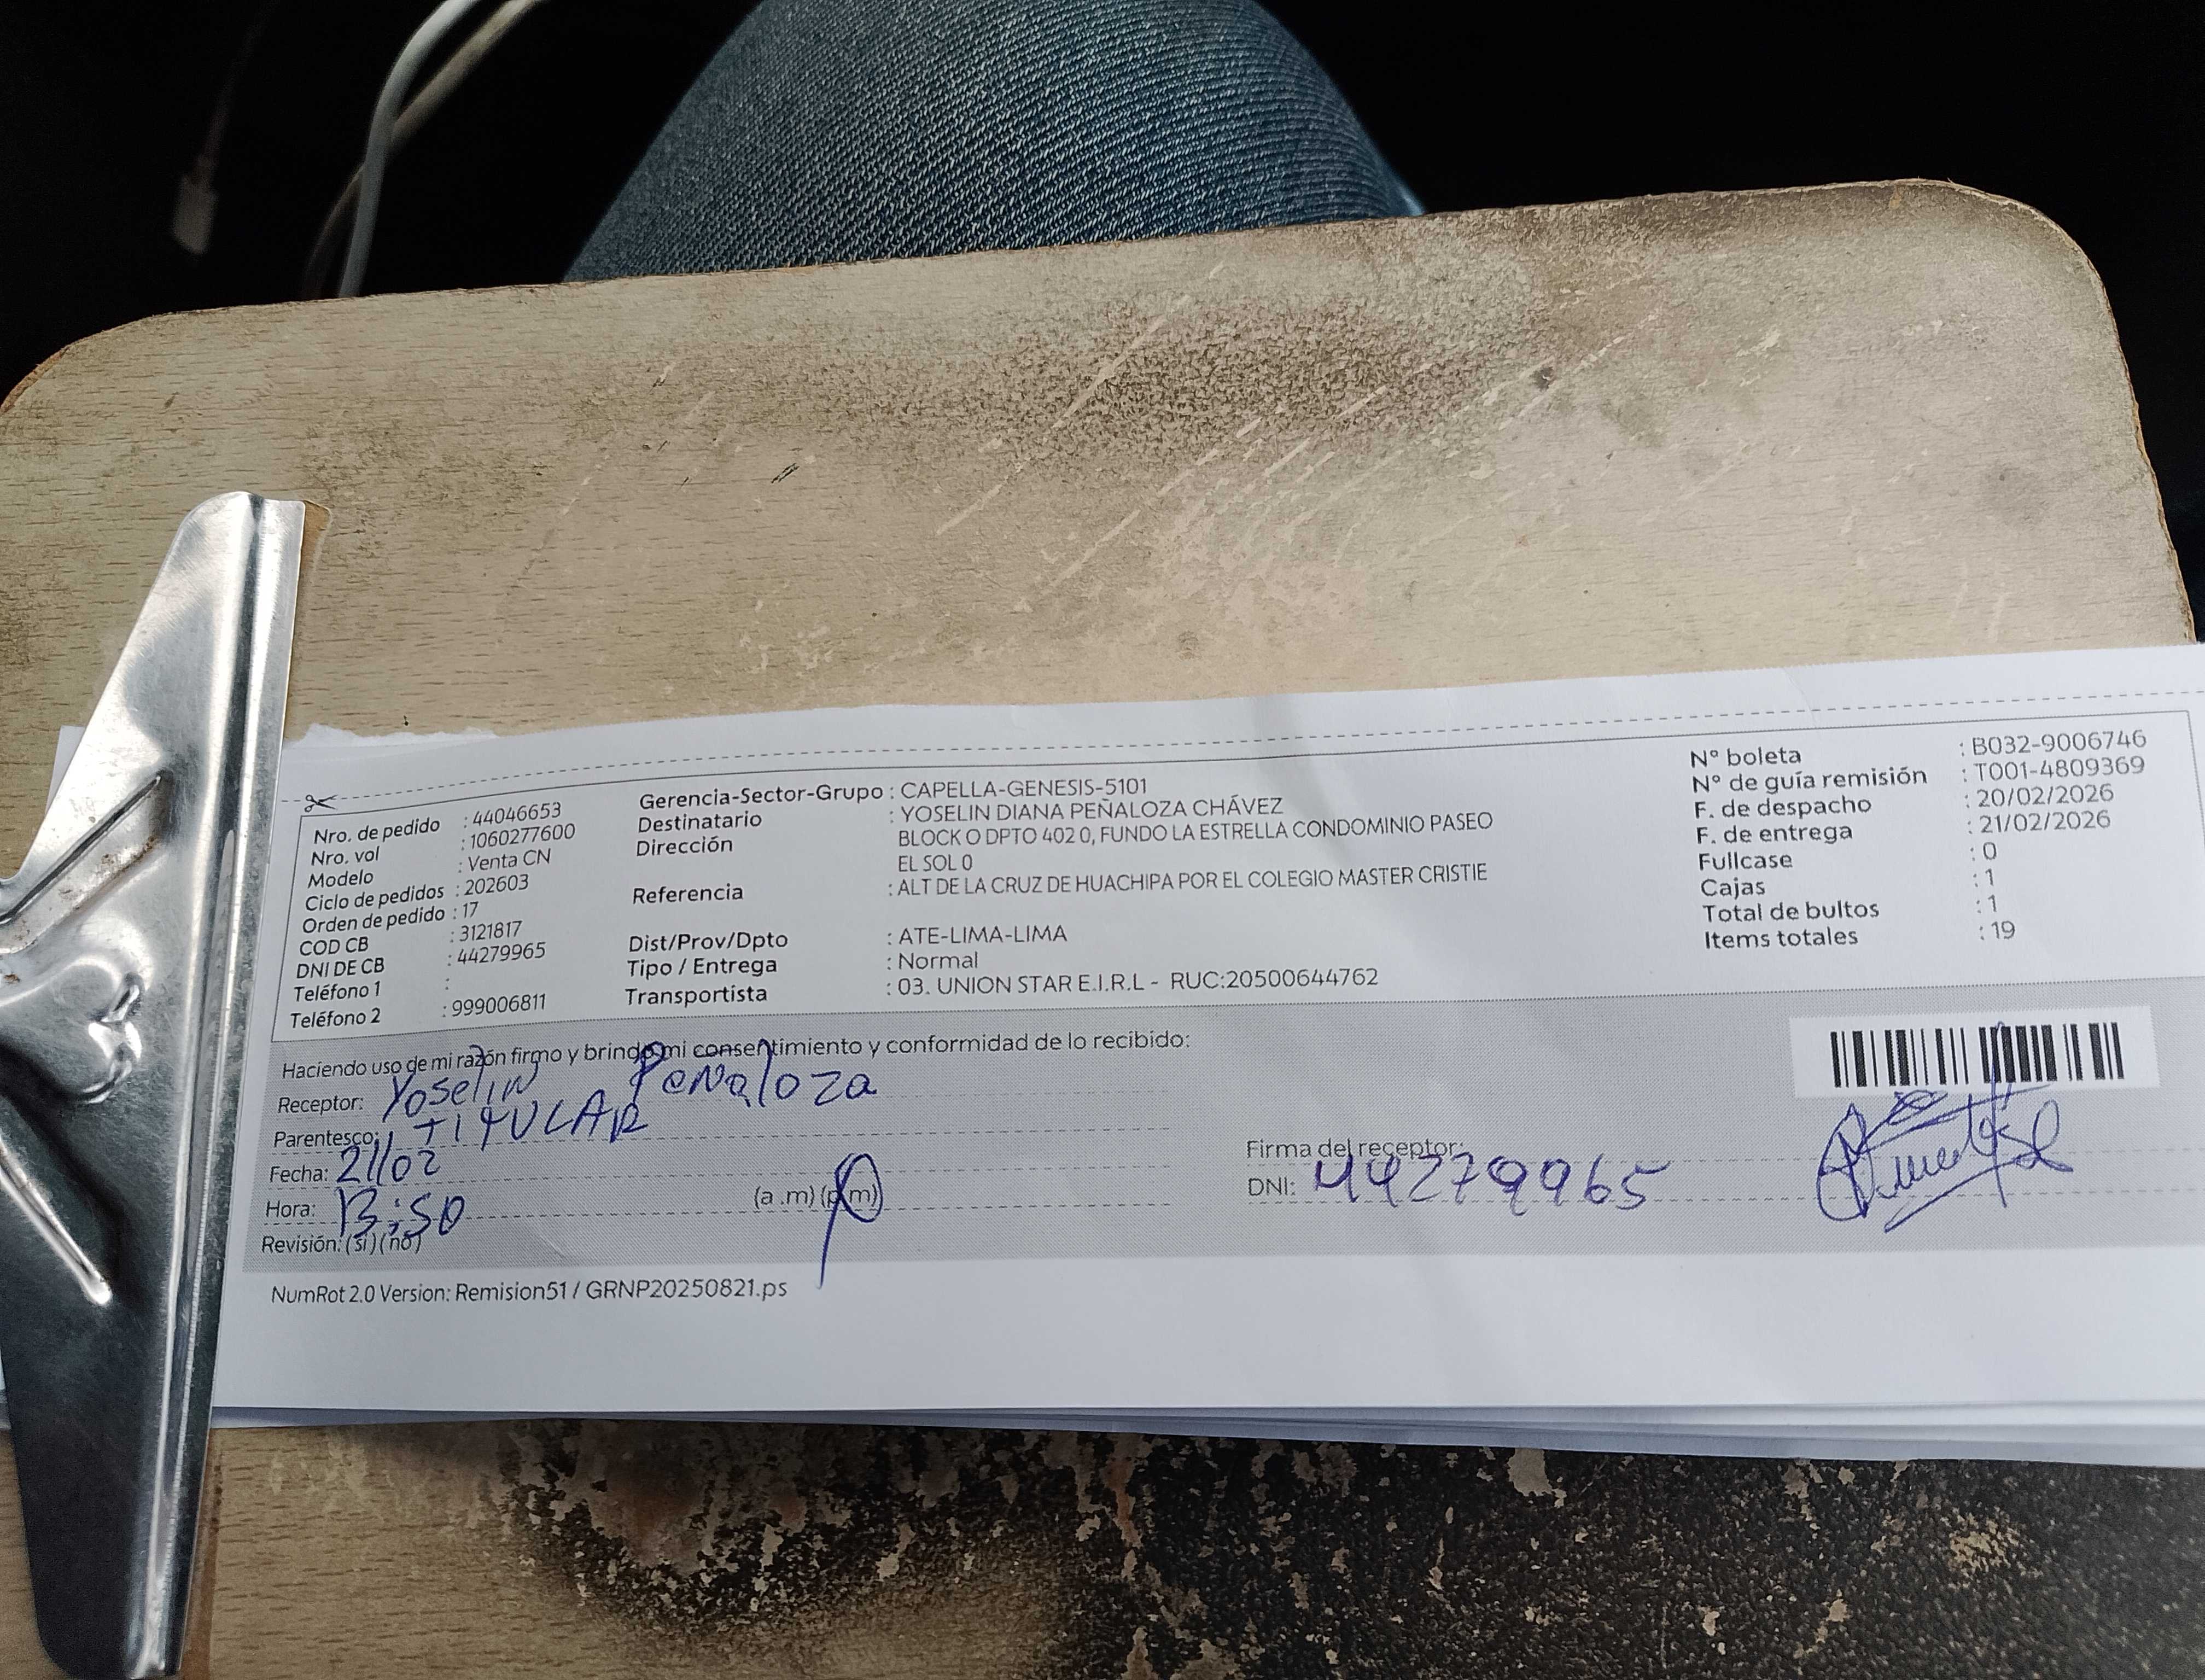 Nro. de pedido : 44046653
Nro. vol : 1060277600
Modelo : Venta CN
Ciclo de pedidos : 202603
Orden de pedido : 17
COD CB : 3121817
DNI DE CB : 44279965
Teléfono 1 :
Teléfono 2 : 999006811
Gerencia-Sector-Grupo : CAPELLA-GENESIS-5101
Destinatario : YOSELIN DIANA PEÑALOZA CHÁVEZ
Dirección BLOCK O DPTO 402 0, FUNDO LA ESTRELLA CONDOMINIO PASEO
EL SOL 0
Referencia : ALT DE LA CRUZ DE HUACHIPA POR EL COLEGIO MASTER CRISTIE
Dist/Prov/Dpto : ATE-LIMA-LIMA
Tipo / Entrega : Normal
Transportista : 03. UNION STAR E.I.R.L - RUC:20500644762
N° boleta : B032-9006746
N° de guía remisión : T001-4809369
F. de despacho : 20/02/2026
F. de entrega : 21/02/2026
Fullcase : 0
Cajas : 1
Total de bultos : 1
Items totales : 19
Haciendo uso de mi razón firmo y brindo mi consentimiento y conformidad de lo recibido:
Receptor: Yoselin Peñaloza
Parentesco: TITULAR
Fecha: 21/02
Hora: 13:50 (a .m) (p.m)
Revisión: (si) (no)
Firma del receptor:
DNI: 44279965
NumRot 2.0 Version: Remision51 / GRNP20250821.ps